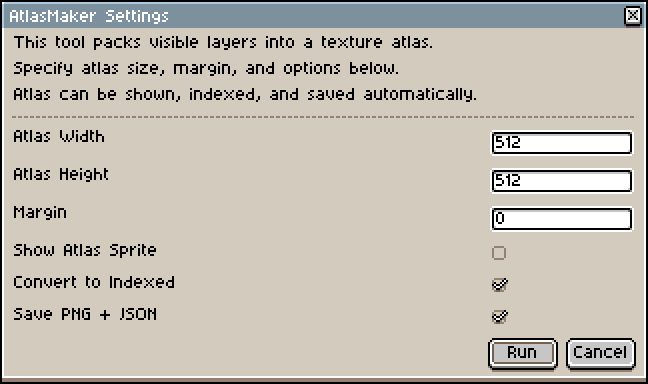 AtlasMaker Settings
This tool packs visible layers into a texture atlas.
Specify atlas size, margin, and options below.
Atlas can be shown, indexed, and saved automatically.
Atlas Width 512
Atlas Height 512
Margin 0
Show Atlas Sprite
Convert to Indexed
Save PNG + JSON
Run Cancel